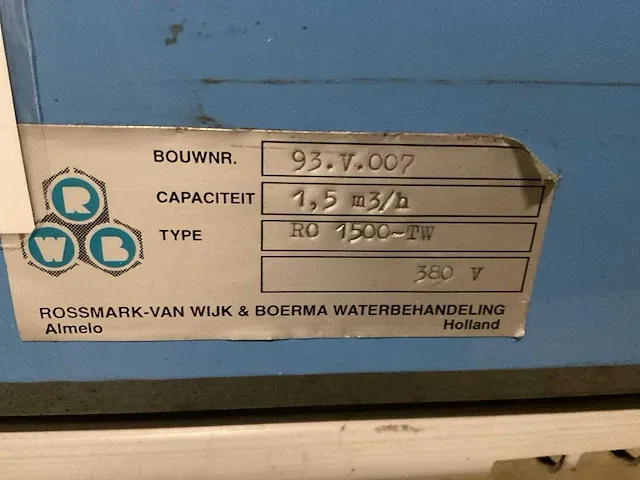 BOUWNR. 93.V.007
CAPACITEIT 1,5 m3/h
TYPE RO 1500-TW
380 V
R
W B
ROSSMARK-VAN WIJK & BOERMA WATERBEHANDELING
Almelo Holland